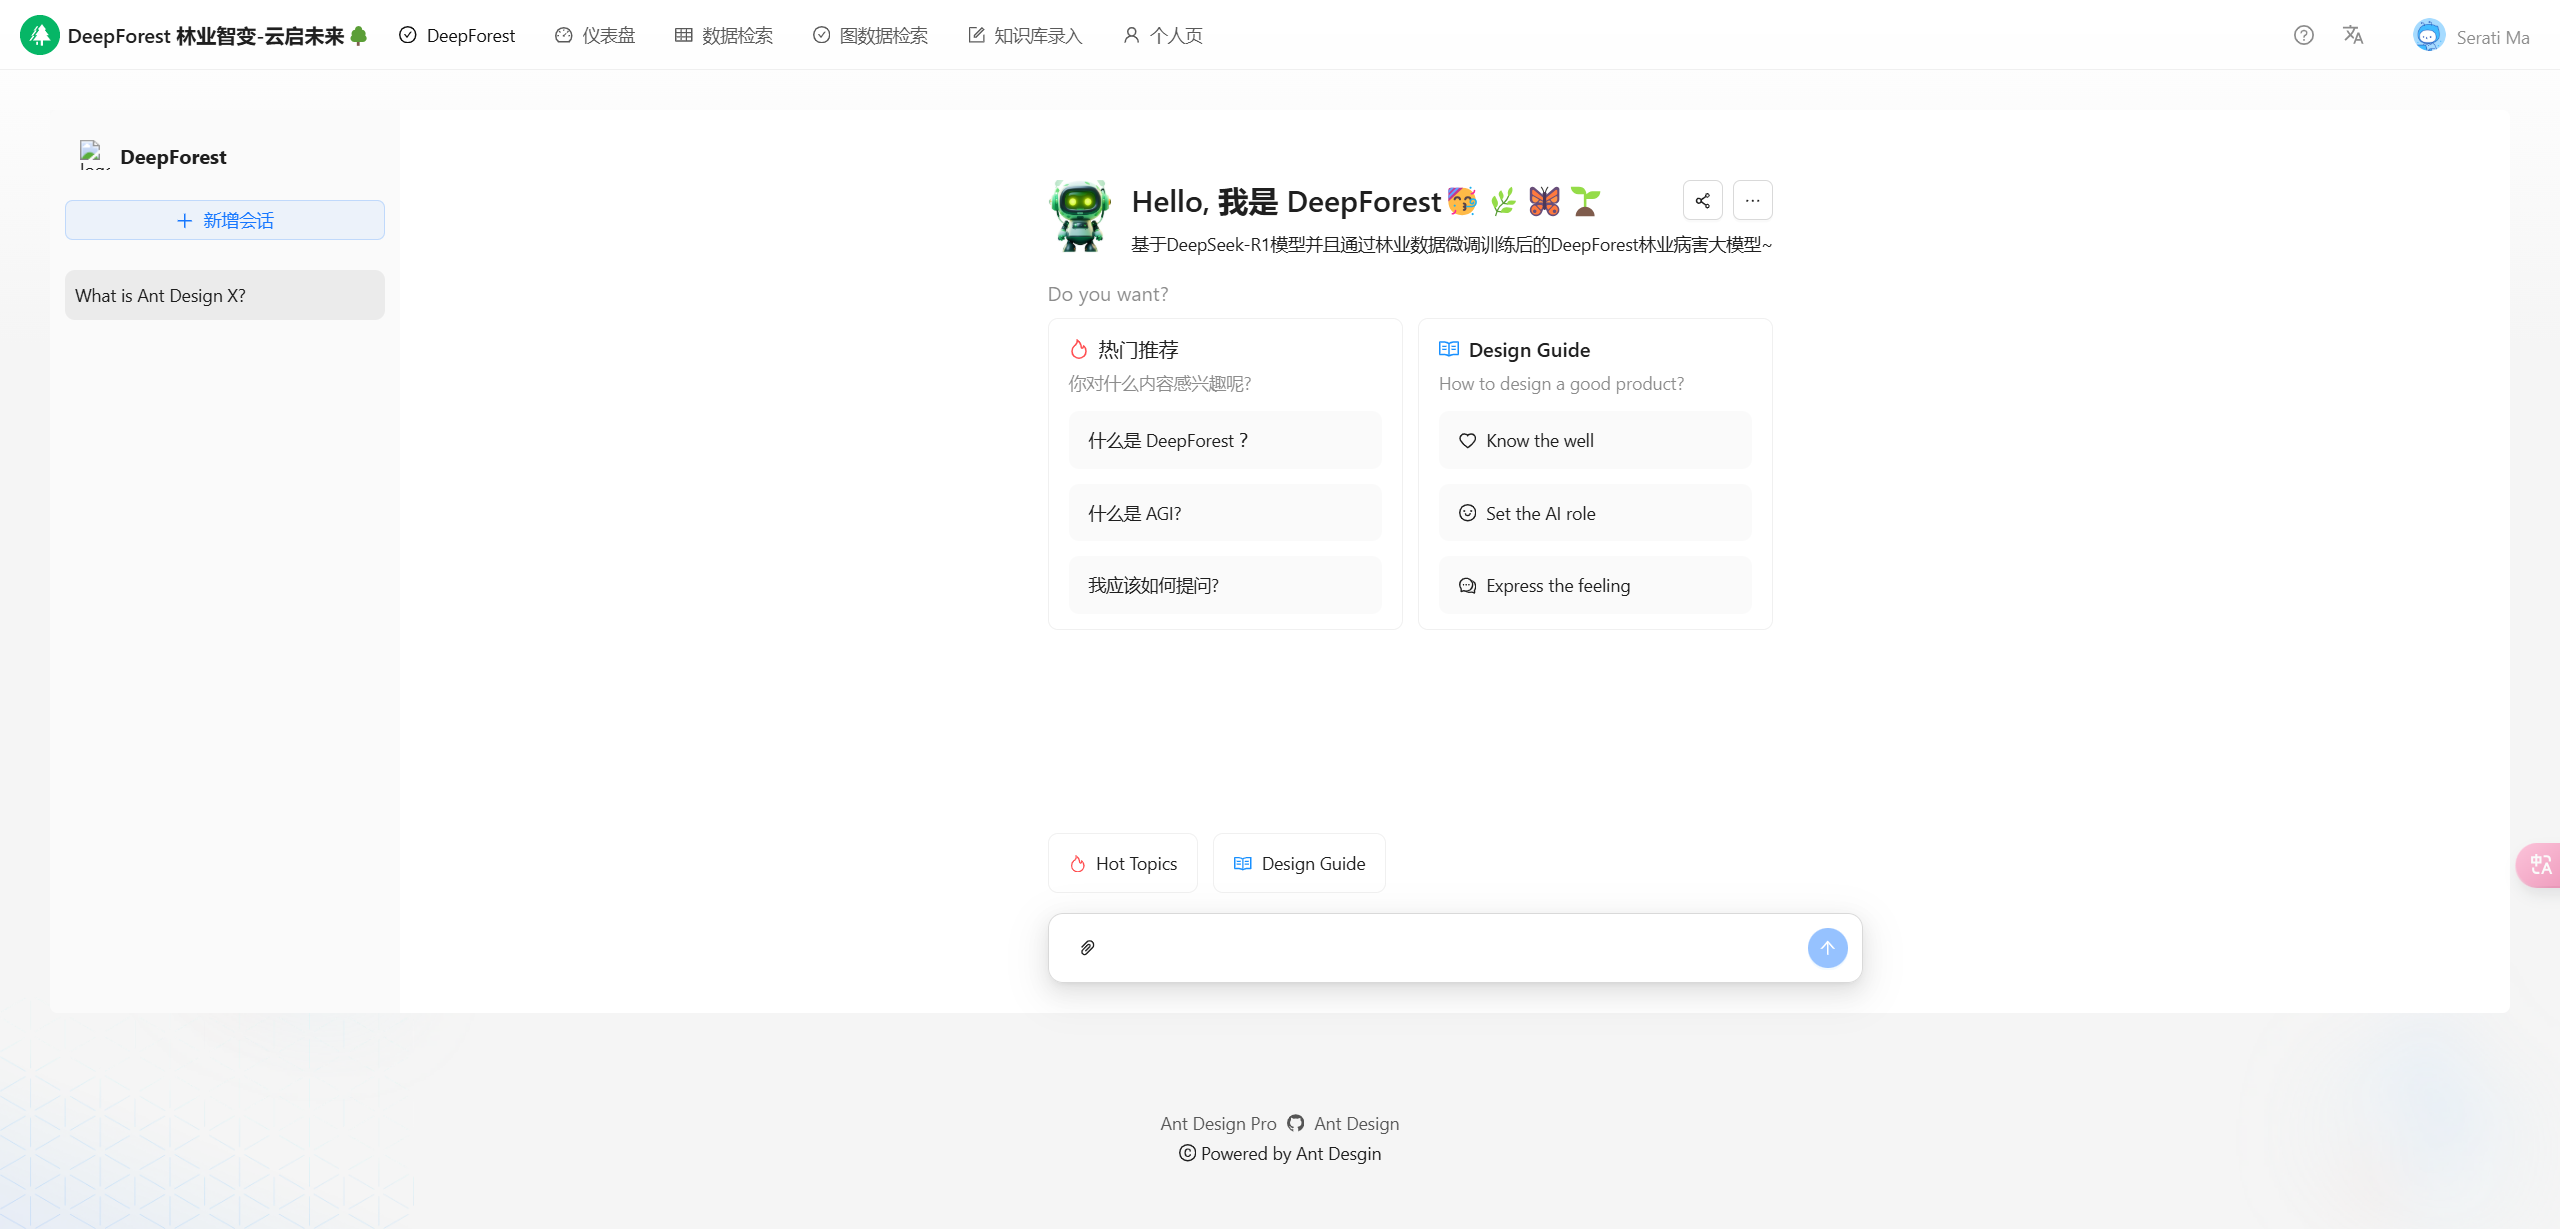 DeepForest 林业智变-云启未来 DeepForest 仪表盘 数据检索 图数据检索 知识库录入 个人页 Serati Ma
DeepForest
新增会话
What is Ant Design X?
Hello, 我是 DeepForest
基于DeepSeek-R1模型并且通过林业数据微调训练后的DeepForest林业病害大模型~
Do you want?
热门推荐
你对什么内容感兴趣呢?
什么是 DeepForest？
什么是 AGI?
我应该如何提问?
Design Guide
How to design a good product?
Know the well
Set the AI role
Express the feeling
Hot Topics
Design Guide
Ant Design Pro Ant Design
© Powered by Ant Desgin